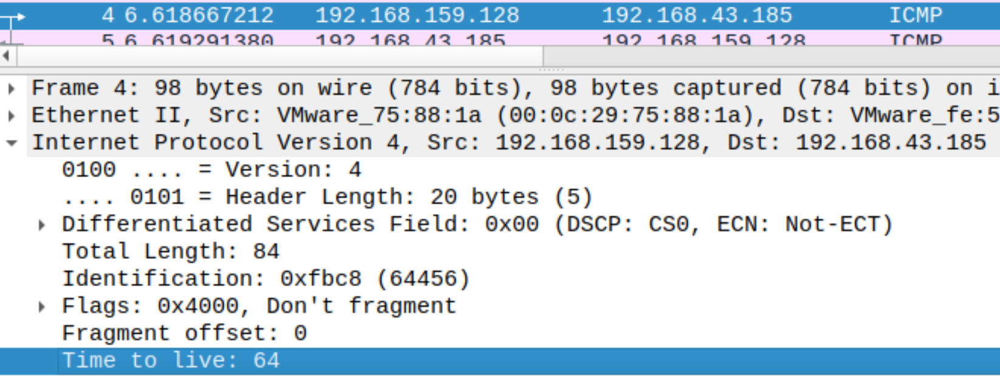 4 6.618667212 192.168.159.128 192.168.43.185 ICMP
5 6.619291380 192.168.43.185 192.168.159.128 ICMP
Frame 4: 98 bytes on wire (784 bits), 98 bytes captured (784 bits) on i
Ethernet II, Src: VMware_75:88:1a (00:0c:29:75:88:1a), Dst: VMware_fe:5
Internet Protocol Version 4, Src: 192.168.159.128, Dst: 192.168.43.185
0100 .... = Version: 4
.... 0101 = Header Length: 20 bytes (5)
Differentiated Services Field: 0x00 (DSCP: CS0, ECN: Not-ECT)
Total Length: 84
Identification: 0xfbc8 (64456)
Flags: 0x4000, Don't fragment
Fragment offset: 0
Time to live: 64